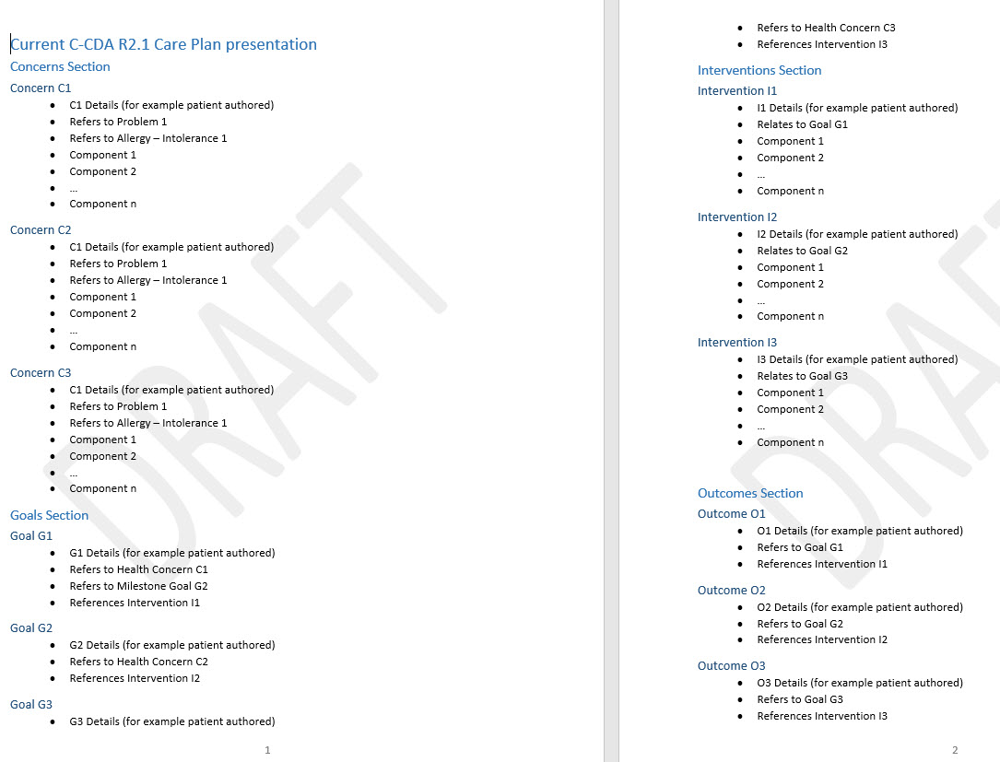 Current C-CDA R2.1 Care Plan presentation
Concerns Section
Concern C1
• C1 Details (for example patient authored)
• Refers to Problem 1
• Refers to Allergy – Intolerance 1
• Component 1
• Component 2
• ...
• Component n
Concern C2
• C1 Details (for example patient authored)
• Refers to Problem 1
• Refers to Allergy – Intolerance 1
• Component 1
• Component 2
• ...
• Component n
Concern C3
• C1 Details (for example patient authored)
• Refers to Problem 1
• Refers to Allergy – Intolerance 1
• Component 1
• Component 2
• ...
• Component n
Goals Section
Goal G1
• G1 Details (for example patient authored)
• Refers to Health Concern C1
• Refers to Milestone Goal G2
• References Intervention I1
Goal G2
• G2 Details (for example patient authored)
• Refers to Health Concern C2
• References Intervention I2
Goal G3
• G3 Details (for example patient authored)
1
DRAFT
• Refers to Health Concern C3
• References Intervention I3
Interventions Section
Intervention I1
• I1 Details (for example patient authored)
• Relates to Goal G1
• Component 1
• Component 2
• ...
• Component n
Intervention I2
• I2 Details (for example patient authored)
• Relates to Goal G2
• Component 1
• Component 2
• ...
• Component n
Intervention I3
• I3 Details (for example patient authored)
• Relates to Goal G3
• Component 1
• Component 2
• ...
• Component n
Outcomes Section
Outcome O1
• O1 Details (for example patient authored)
• Refers to Goal G1
• References Intervention I1
Outcome O2
• O2 Details (for example patient authored)
• Refers to Goal G2
• References Intervention I2
Outcome O3
• O3 Details (for example patient authored)
• Refers to Goal G3
• References Intervention I3
2
DRA